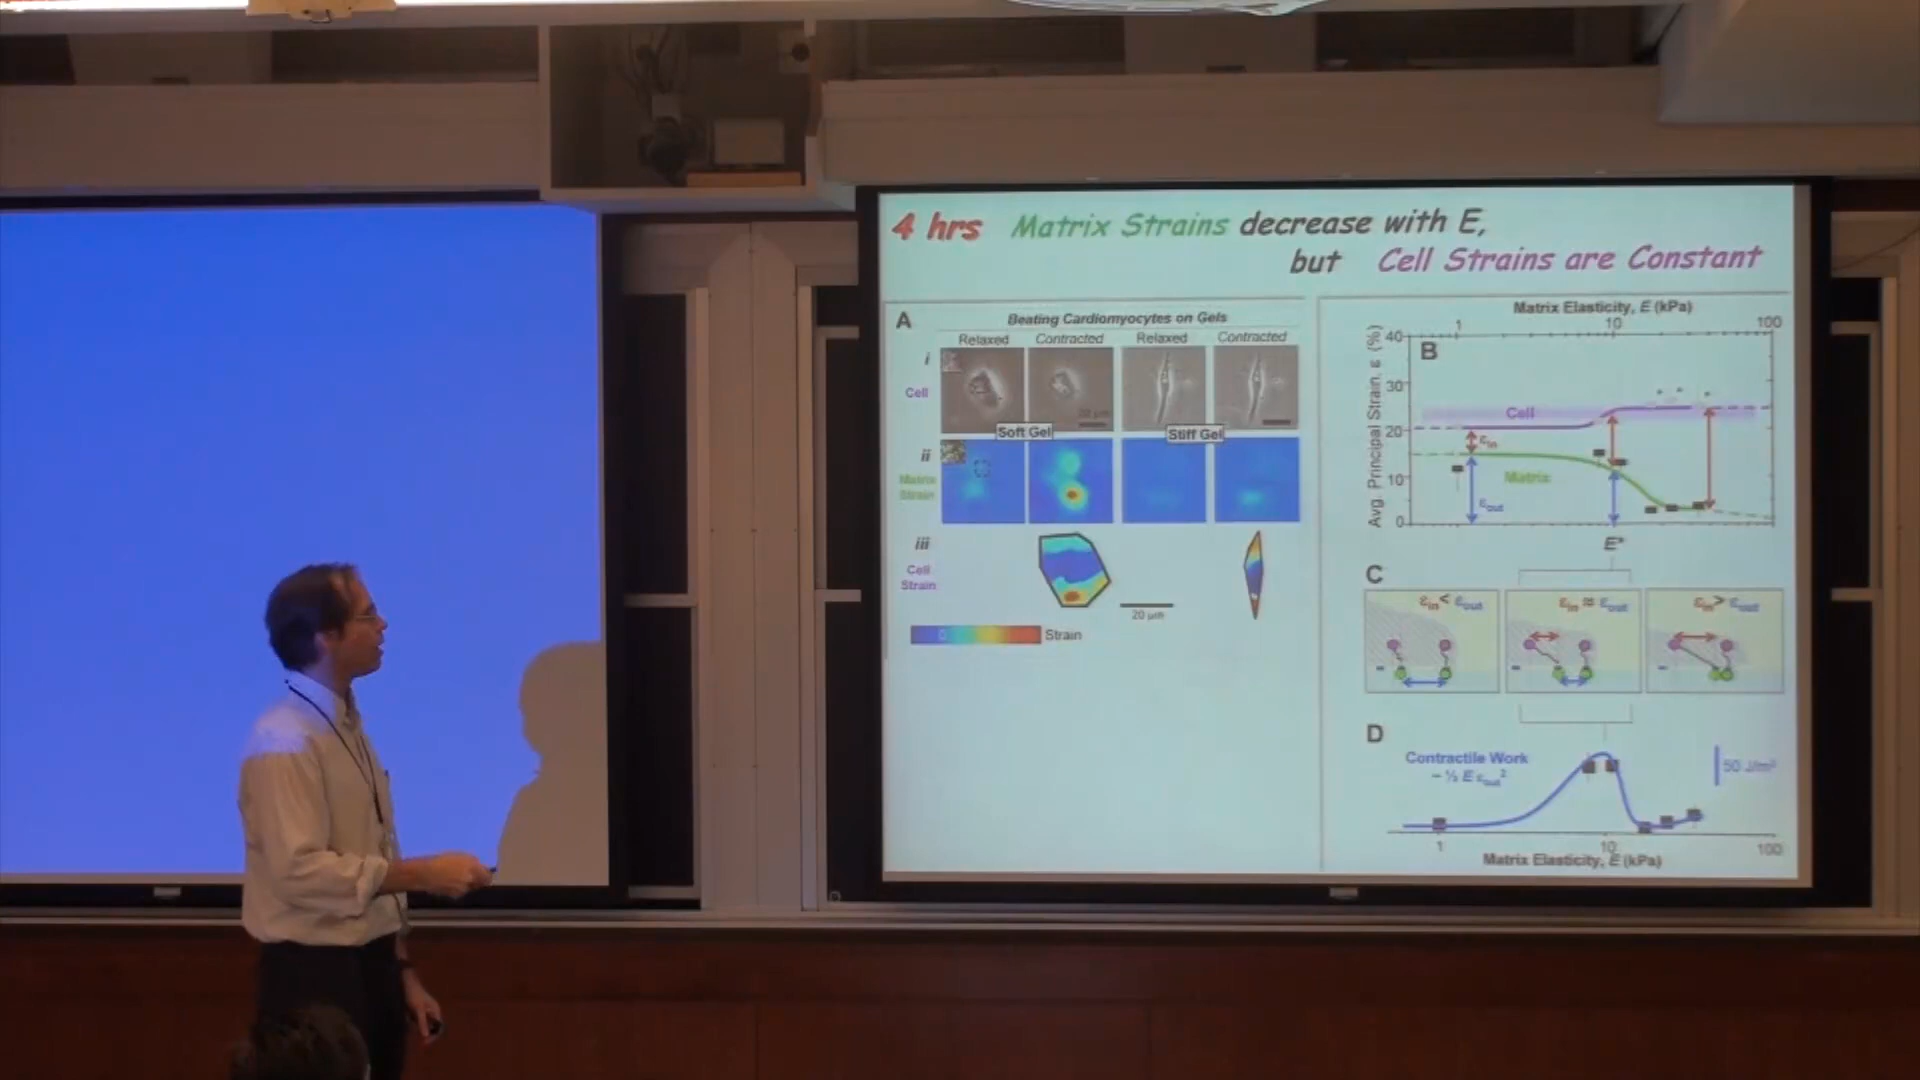 4 hrs Matrix Strains decrease with E,
but Cell Strains are Constant
A
Beating Cardiomyocytes on Gels
Relaxed Contracted Relaxed Contracted
i
Cell
20 μm
Soft Gel Stiff Gel
ii
Matrix
Strain
iii
Cell
Strain
20 μm
0 Strain
Matrix Elasticity, E (kPa)
1 10 100
Avg. Principal Strain, ε (%)
40
30
20
10
0
B
Cell
εin
Matrix
εout
E*
C
εin < εout
εin ≈ εout
εin > εout
D
Contractile Work
~ ½ E εout²
50 J/m³
1 10 100
Matrix Elasticity, E (kPa)